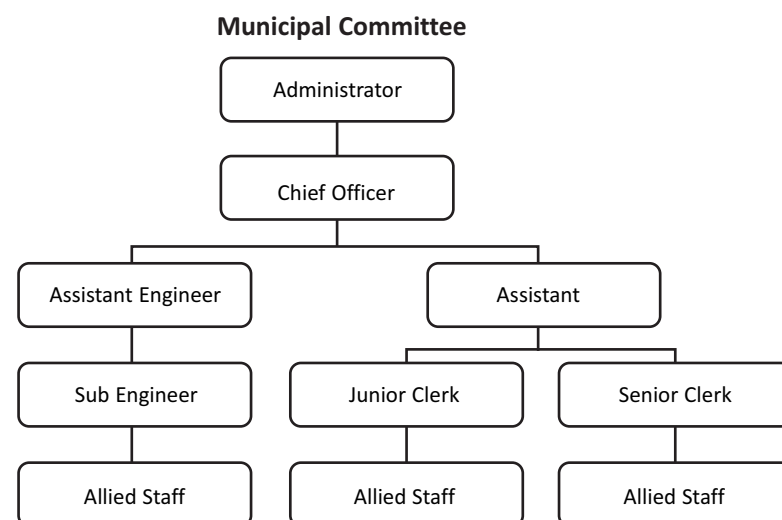 Municipal Committee
Administrator
Chief Officer
Assistant Engineer
Assistant
Sub Engineer
Junior Clerk
Senior Clerk
Allied Staff
Allied Staff
Allied Staff